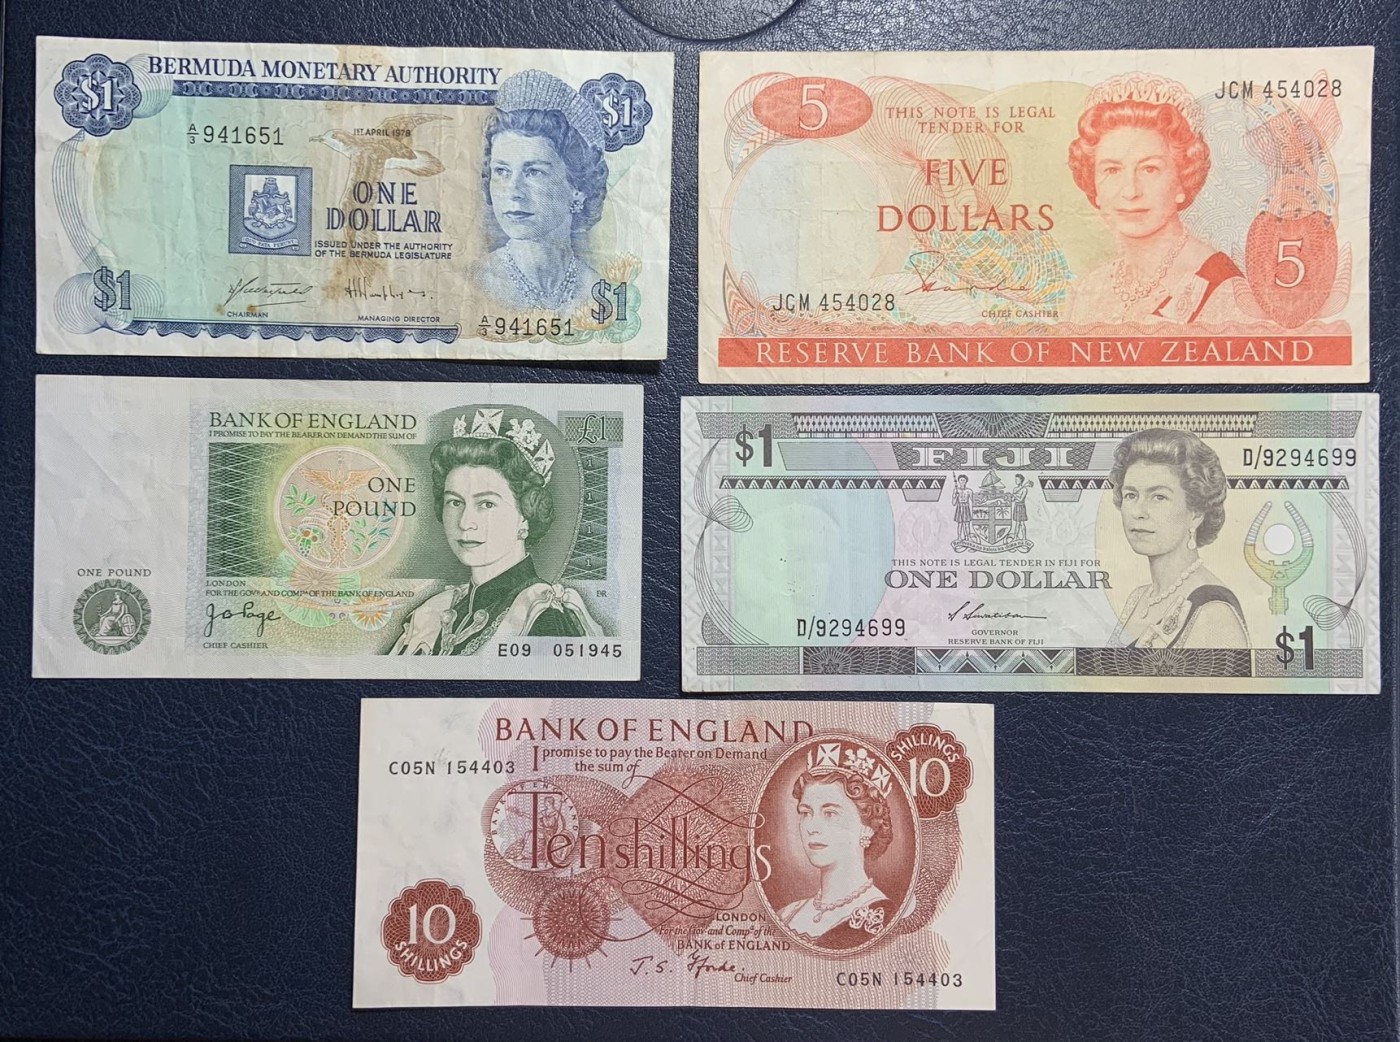 BERMUDA MONETARY AUTHORITY
$1
$1
A/3 941651
1ST APRIL 1978
ONE
DOLLAR
ISSUED UNDER THE AUTHORITY
OF THE BERMUDA LEGISLATURE
CHAIRMAN
MANAGING DIRECTOR
$1
A/3 941651
$1
5
THIS NOTE IS LEGAL
TENDER FOR
JCM 454028
FIVE
DOLLARS
5
JCM 454028
CHIEF CASHIER
RESERVE BANK OF NEW ZEALAND
BANK OF ENGLAND
I PROMISE TO PAY THE BEARER ON DEMAND THE SUM OF
£1
ONE
POUND
ONE POUND
LONDON
FOR THE GOVR AND COMPA OF THE BANK OF ENGLAND
CHIEF CASHIER
E09 051945
$1
FIJI
D/9294699
THIS NOTE IS LEGAL TENDER IN FIJI FOR
ONE DOLLAR
D/9294699
GOVERNOR
RESERVE BANK OF FIJI
$1
BANK OF ENGLAND
I promise to pay the Bearer on Demand
the sum of
C05N 154403
10
SHILLINGS
Ten shillings
10
SHILLINGS
LONDON
For the Govr and Compa of the
BANK of ENGLAND
J. S. Fforde.
Chief Cashier
C05N 154403